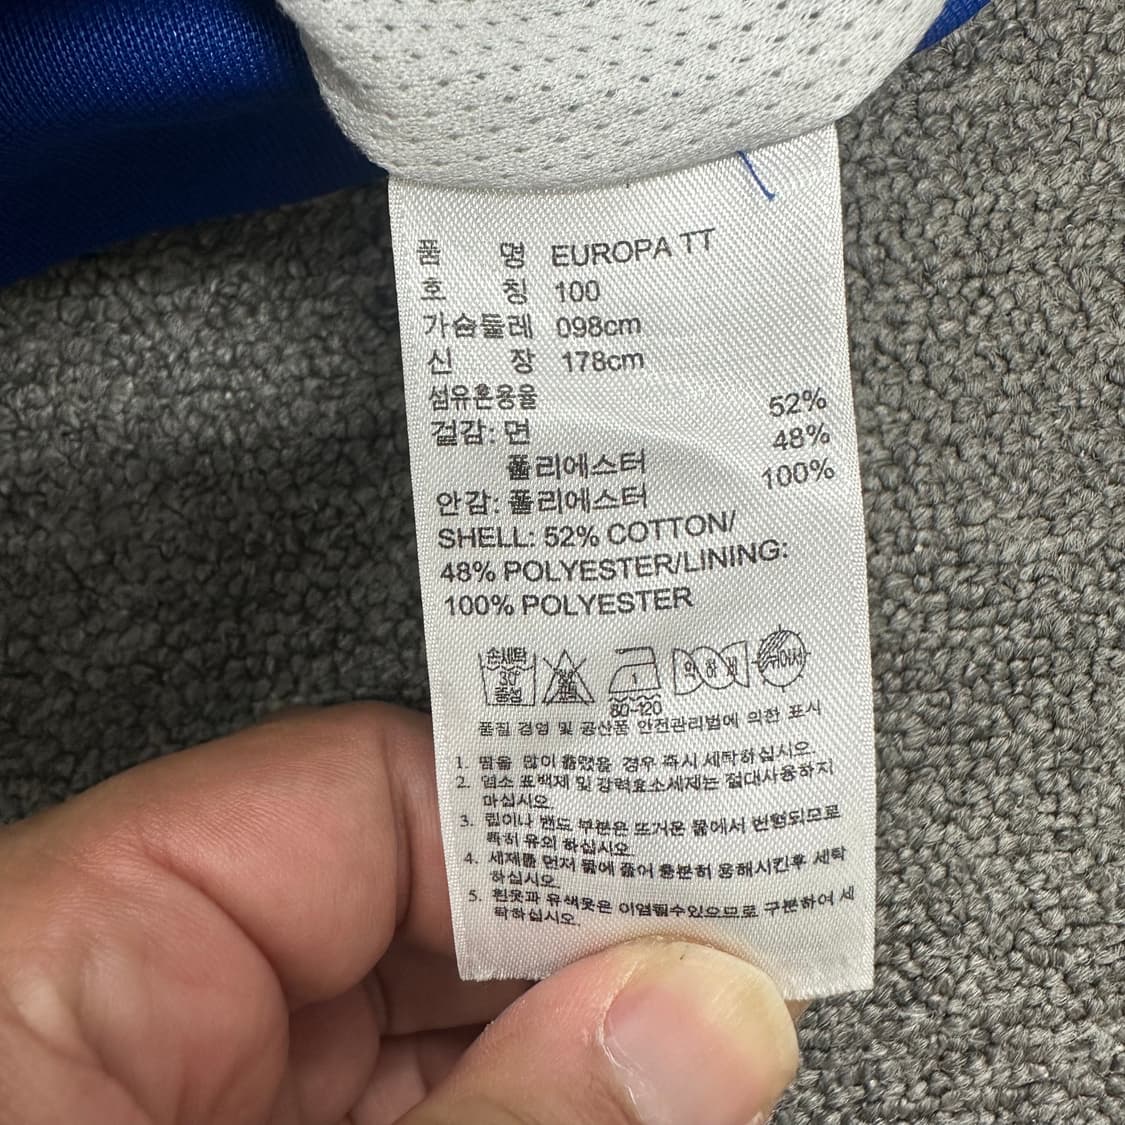 품 명 EUROPA TT
호 칭 100
가슴둘레 098cm
신 장 178cm
섬유혼용율
겉감: 면 52%
폴리에스터 48%
안감: 폴리에스터 100%
SHELL: 52% COTTON/
48% POLYESTER/LINING:
100% POLYESTER
손세탁 30 중성
80-120
품질 경영 및 공산품 안전관리법에 의한 표시
1. 땀을 많이 흘렸을 경우 즉시 세탁하십시오.
2. 염소 표백제 및 강력효소세제는 절대사용하지
마십시오.
3. 립이나 밴드 부분은 뜨거운 물에서 변형되므로
특히 유의 하십시오.
4. 세제를 먼저 물에 풀어 충분히 용해시킨후 세탁
하십시오.
5. 흰옷과 유색옷은 이염될수있으므로 구분하여 세
탁하십시오.